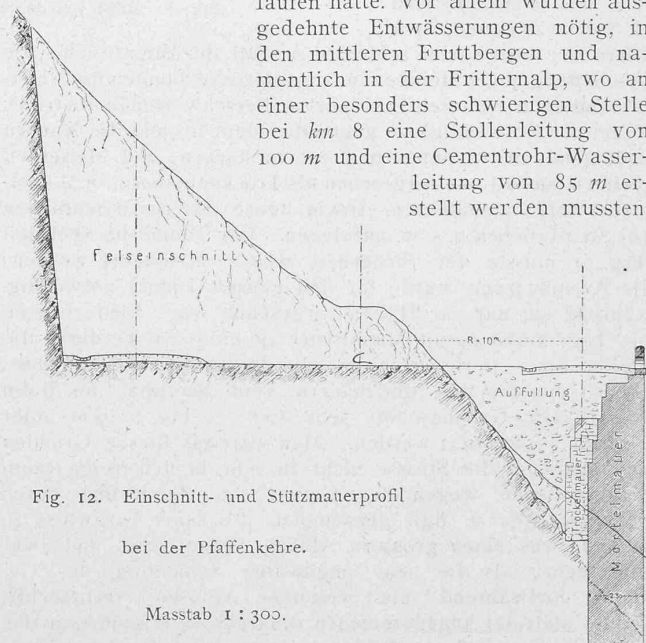 laufen hatte. Vor allem wurden aus-
gedehnte Entwässerungen nötig, in
den mittleren Fruttbergen und na-
mentlich in der Fritternalp, wo an
einer besonders schwierigen Stelle
bei km 8 eine Stollenleitung von
100 m und eine Cementrohr-Wasser-
leitung von 85 m er-
stellt werden mussten
Felseinschnitt
R=10m
Auffüllung
Trockenmauer
Mörtelmauer
Fig. 12. Einschnitt- und Stützmauerprofil
bei der Pfaffenkehre.
Masstab 1 : 300.